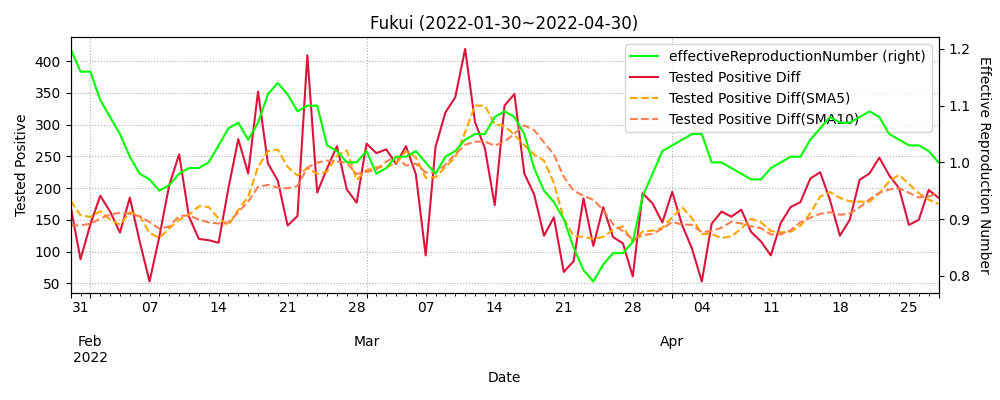 Fukui (2022-01-30~2022-04-30)
effectiveReproductionNumber (right)
Tested Positive Diff
Tested Positive Diff(SMA5)
Tested Positive Diff(SMA10)
Tested Positive
400
350
300
250
200
150
100
50
1.2
1.1
1.0
0.9
0.8
Effective Reproduction Number
31 07 14 21 28 07 14 21 28 04 11 18 25
Feb Mar Apr
2022
Date